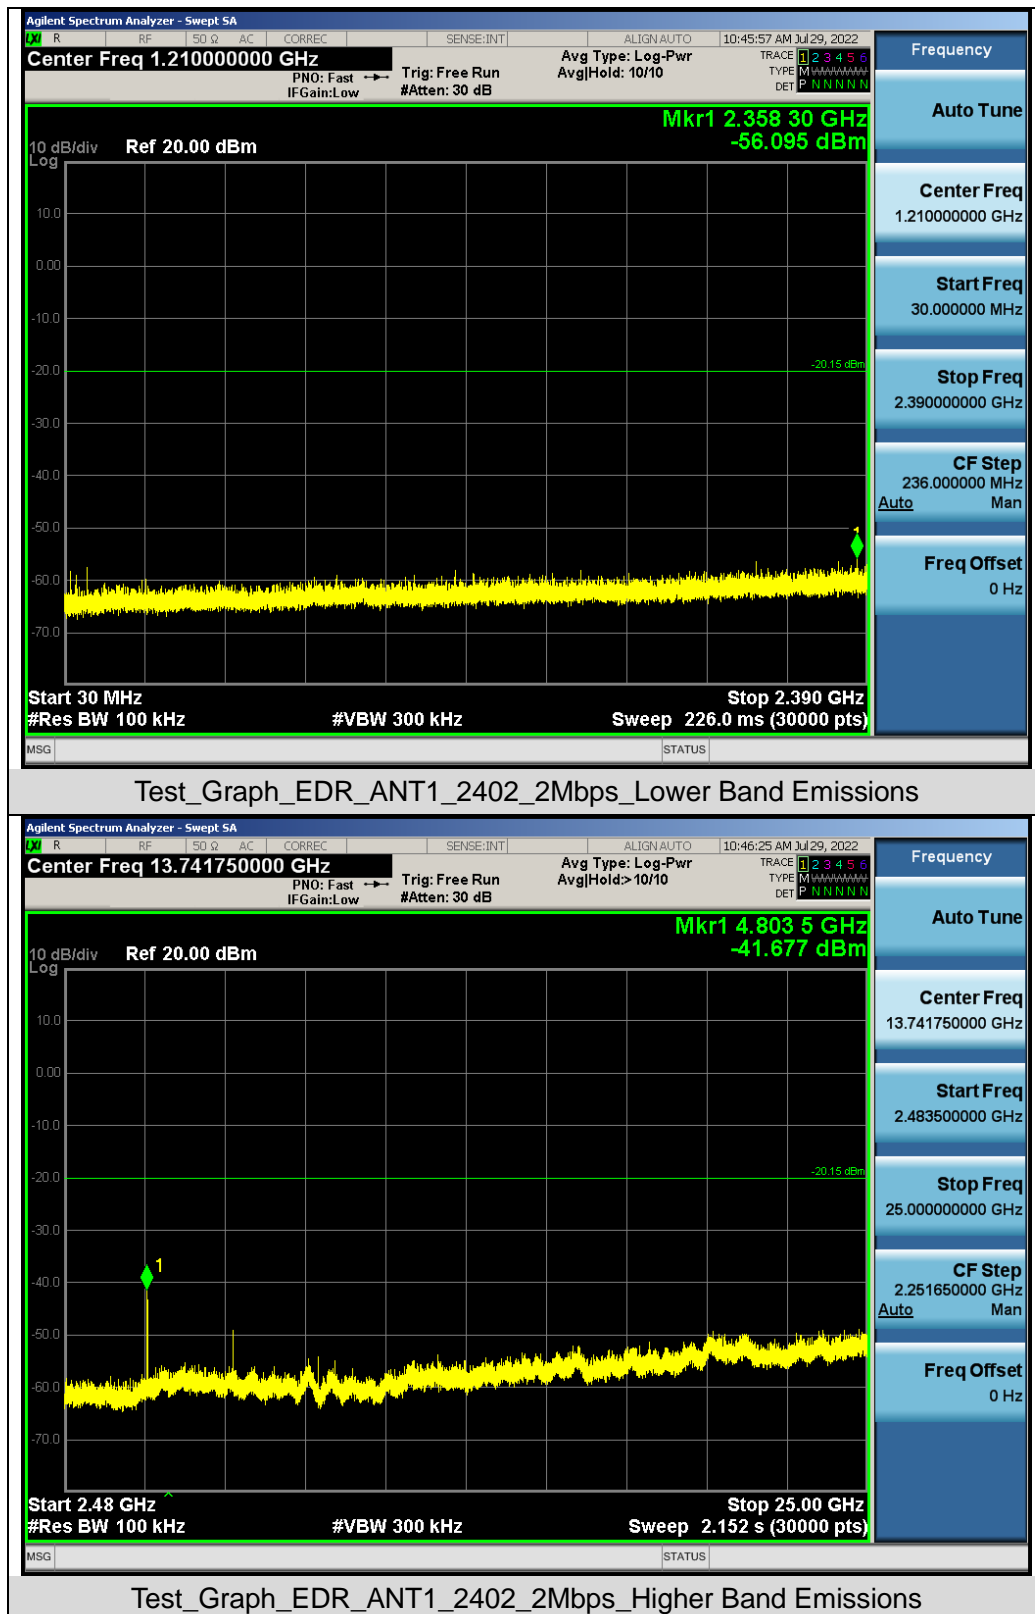 Agilent Spectrum Analyzer - Swept SA
LXI R RF 50 Ω AC CORREC SENSE:INT ALIGN AUTO 10:45:57 AM Jul 29, 2022
Center Freq 1.210000000 GHz
PNO: Fast
IFGain:Low
Trig: Free Run
#Atten: 30 dB
Avg Type: Log-Pwr
Avg|Hold: 10/10
TRACE 1 2 3 4 5 6
TYPE M
DET P N N N N N
Mkr1 2.358 30 GHz
-56.095 dBm
10 dB/div
Log
Ref 20.00 dBm
10.0
0.00
-10.0
-20.0
-20.15 dBm
-30.0
-40.0
-50.0
1
-60.0
-70.0
Start 30 MHz
Stop 2.390 GHz
#Res BW 100 kHz
#VBW 300 kHz
Sweep 226.0 ms (30000 pts)
MSG
STATUS
Frequency
Auto Tune
Center Freq
1.210000000 GHz
Start Freq
30.000000 MHz
Stop Freq
2.390000000 GHz
CF Step
236.000000 MHz
Auto Man
Freq Offset
0 Hz
Test_Graph_EDR_ANT1_2402_2Mbps_Lower Band Emissions
Agilent Spectrum Analyzer - Swept SA
LXI R RF 50 Ω AC CORREC SENSE:INT ALIGN AUTO 10:46:25 AM Jul 29, 2022
Center Freq 13.741750000 GHz
PNO: Fast
IFGain:Low
Trig: Free Run
#Atten: 30 dB
Avg Type: Log-Pwr
Avg|Hold:> 10/10
TRACE 1 2 3 4 5 6
TYPE M
DET P N N N N N
Mkr1 4.803 5 GHz
-41.677 dBm
10 dB/div
Log
Ref 20.00 dBm
10.0
0.00
-10.0
-20.0
-20.15 dBm
-30.0
1
-40.0
-50.0
-60.0
-70.0
Start 2.48 GHz
Stop 25.00 GHz
#Res BW 100 kHz
#VBW 300 kHz
Sweep 2.152 s (30000 pts)
MSG
STATUS
Frequency
Auto Tune
Center Freq
13.741750000 GHz
Start Freq
2.483500000 GHz
Stop Freq
25.000000000 GHz
CF Step
2.251650000 GHz
Auto Man
Freq Offset
0 Hz
Test_Graph_EDR_ANT1_2402_2Mbps_Higher Band Emissions